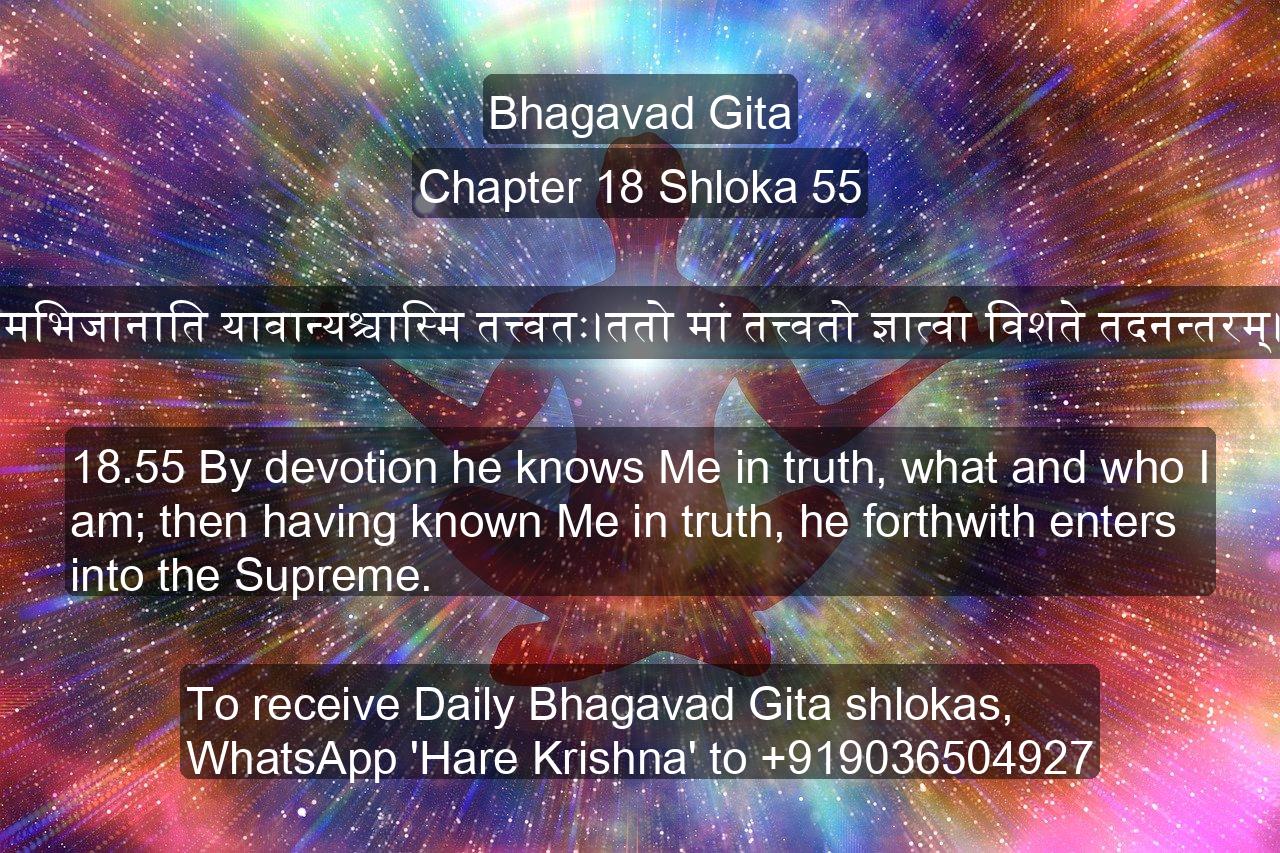 Bhagavad Gita
Chapter 18 Shloka 55
मभिजानाति यावान्यश्चास्मि तत्त्वतः।ततो मां तत्त्वतो ज्ञात्वा विशते तदनन्तरम्।
18.55 By devotion he knows Me in truth, what and who I
am; then having known Me in truth, he forthwith enters
into the Supreme.
To receive Daily Bhagavad Gita shlokas,
WhatsApp 'Hare Krishna' to +919036504927